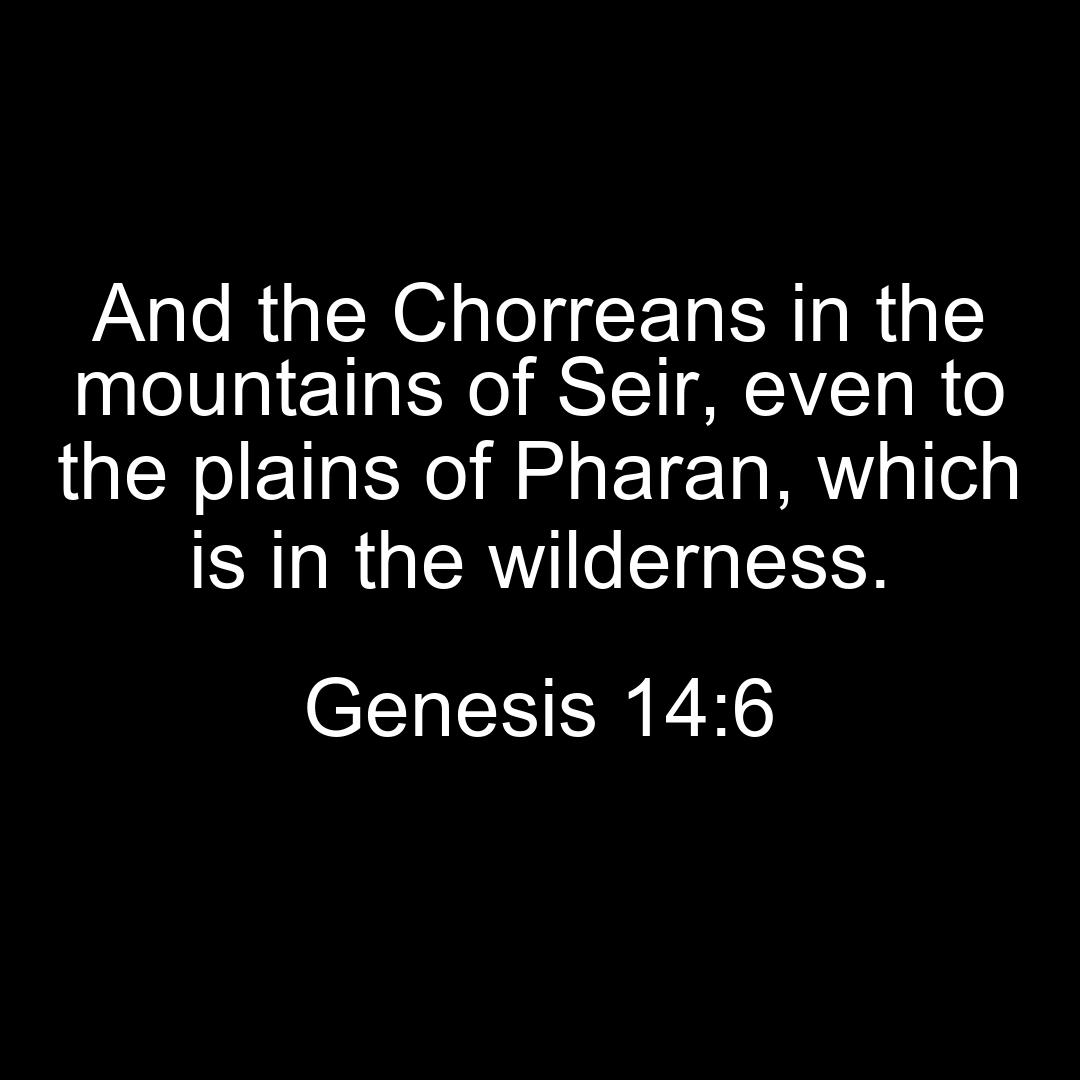 And the Chorreans in the
mountains of Seir, even to
the plains of Pharan, which
is in the wilderness.
Genesis 14:6